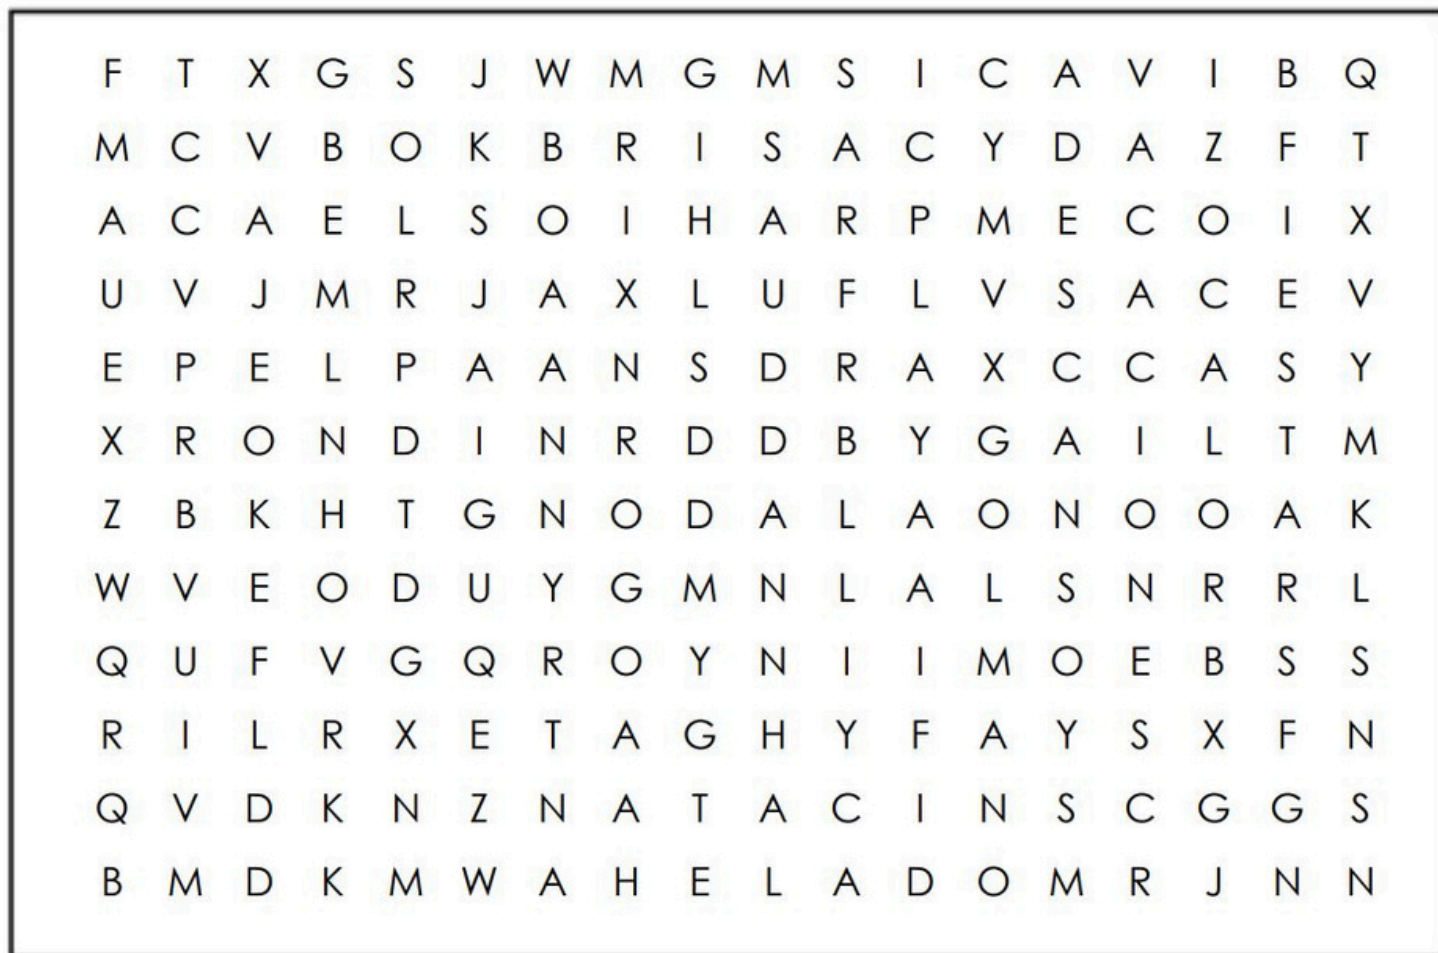 F T X G S J W M G M S I C A V I B Q
M C V B O K B R I S A C Y D A Z F T
A C A E L S O I H A R P M E C O I X
U V J M R J A X L U F L V S A C E V
E P E L P A A N S D R A X C C A S Y
X R O N D I N R D D B Y G A I L T M
Z B K H T G N O D A L A O N O O A K
W V E O D U Y G M N L A L S N R R L
Q U F V G Q R O Y N I I M O E B S S
R I L R X E T A G H Y F A Y S X F N
Q V D K N Z N A T A C I N S C G G S
B M D K M W A H E L A D O M R J N N